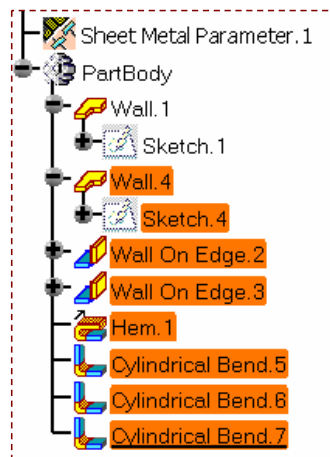 Sheet Metal Parameter.1
PartBody
Wall.1
Sketch.1
Wall.4
Sketch.4
Wall On Edge.2
Wall On Edge.3
Hem.1
Cylindrical Bend.5
Cylindrical Bend.6
Cylindrical Bend.7